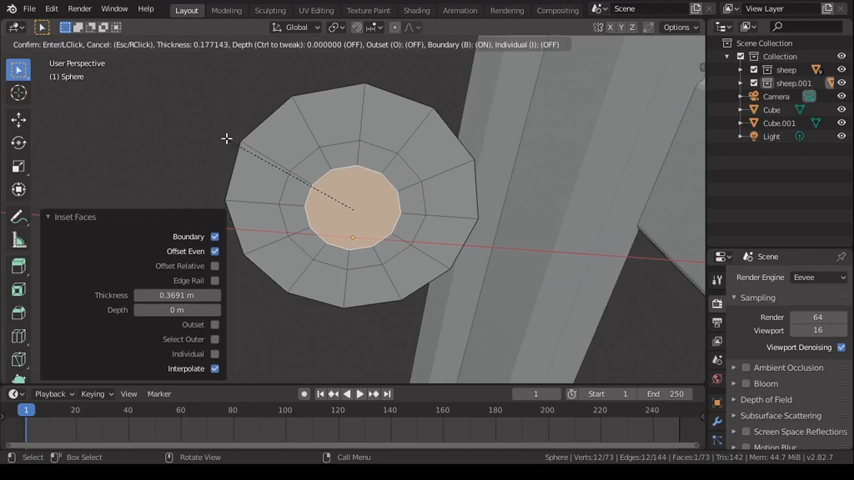 File Edit Render Window Help Layout Modeling Sculpting UV Editing Texture Paint Shading Animation Rendering Compositing Scene View Layer
Global X Y Z Options
Confirm: Enter/LClick, Cancel: (Esc/RClick), Thickness: 0.177143, Depth (Ctrl to tweak): 0.000000 (OFF), Outset (O): (OFF), Boundary (B): (ON), Individual (I): (OFF)
User Perspective
(1) Sphere
Scene Collection
Collection
sheep
sheep.001
Camera
Cube
Cube.001
Light
Inset Faces
Boundary
Offset Even
Offset Relative
Edge Rail
Thickness 0.3691 m
Depth 0 m
Outset
Select Outer
Individual
Interpolate
Scene
Render Engine Eevee
Sampling
Render 64
Viewport 16
Viewport Denoising
Ambient Occlusion
Bloom
Depth of Field
Subsurface Scattering
Screen Space Reflections
Motion Blur
Playback Keying View Marker 1 Start 1 End 250
1 20 40 60 80 100 120 140 160 180 200 220 240
Select Box Select Rotate View Call Menu Sphere | Verts:12/73 | Edges:12/144 | Faces:1/73 | Tris:142 | Mem: 44.7 MiB | v2.82.7